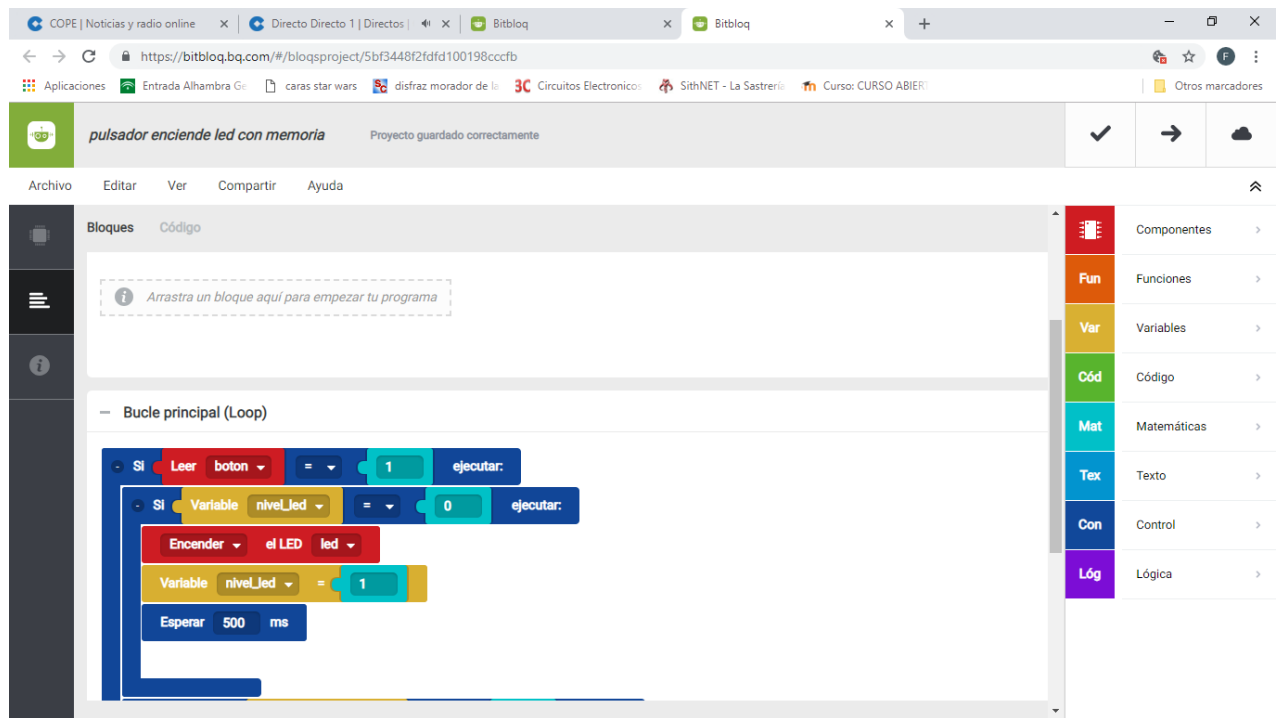 COPE | Noticias y radio online
Directo Directo 1 | Directos |
Bitbloq
Bitbloq
https://bitbloq.bq.com/#/bloqsproject/5bf3448f2fdfd100198cccfb
F
Aplicaciones
Entrada Alhambra Ge
caras star wars
disfraz morador de la
3C Circuitos Electronicos
SithNET - La Sastrería
Curso: CURSO ABIERT
Otros marcadores
pulsador enciende led con memoria
Proyecto guardado correctamente
Archivo Editar Ver Compartir Ayuda
Bloques Código
Arrastra un bloque aquí para empezar tu programa
Bucle principal (Loop)
Si Leer boton = 1 ejecutar:
Si Variable nivel_led = 0 ejecutar:
Encender el LED led
Variable nivel_led = 1
Esperar 500 ms
Componentes
Fun Funciones
Var Variables
Cód Código
Mat Matemáticas
Tex Texto
Con Control
Lóg Lógica